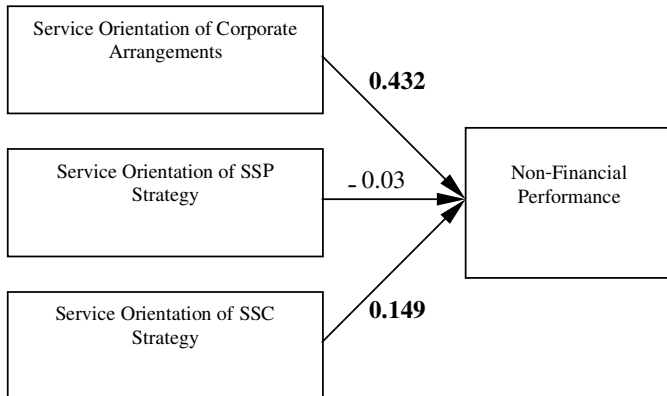 Service Orientation of Corporate
Arrangements
0.432
Service Orientation of SSP
Strategy
- 0.03
Non-Financial
Performance
Service Orientation of SSC
Strategy
0.149